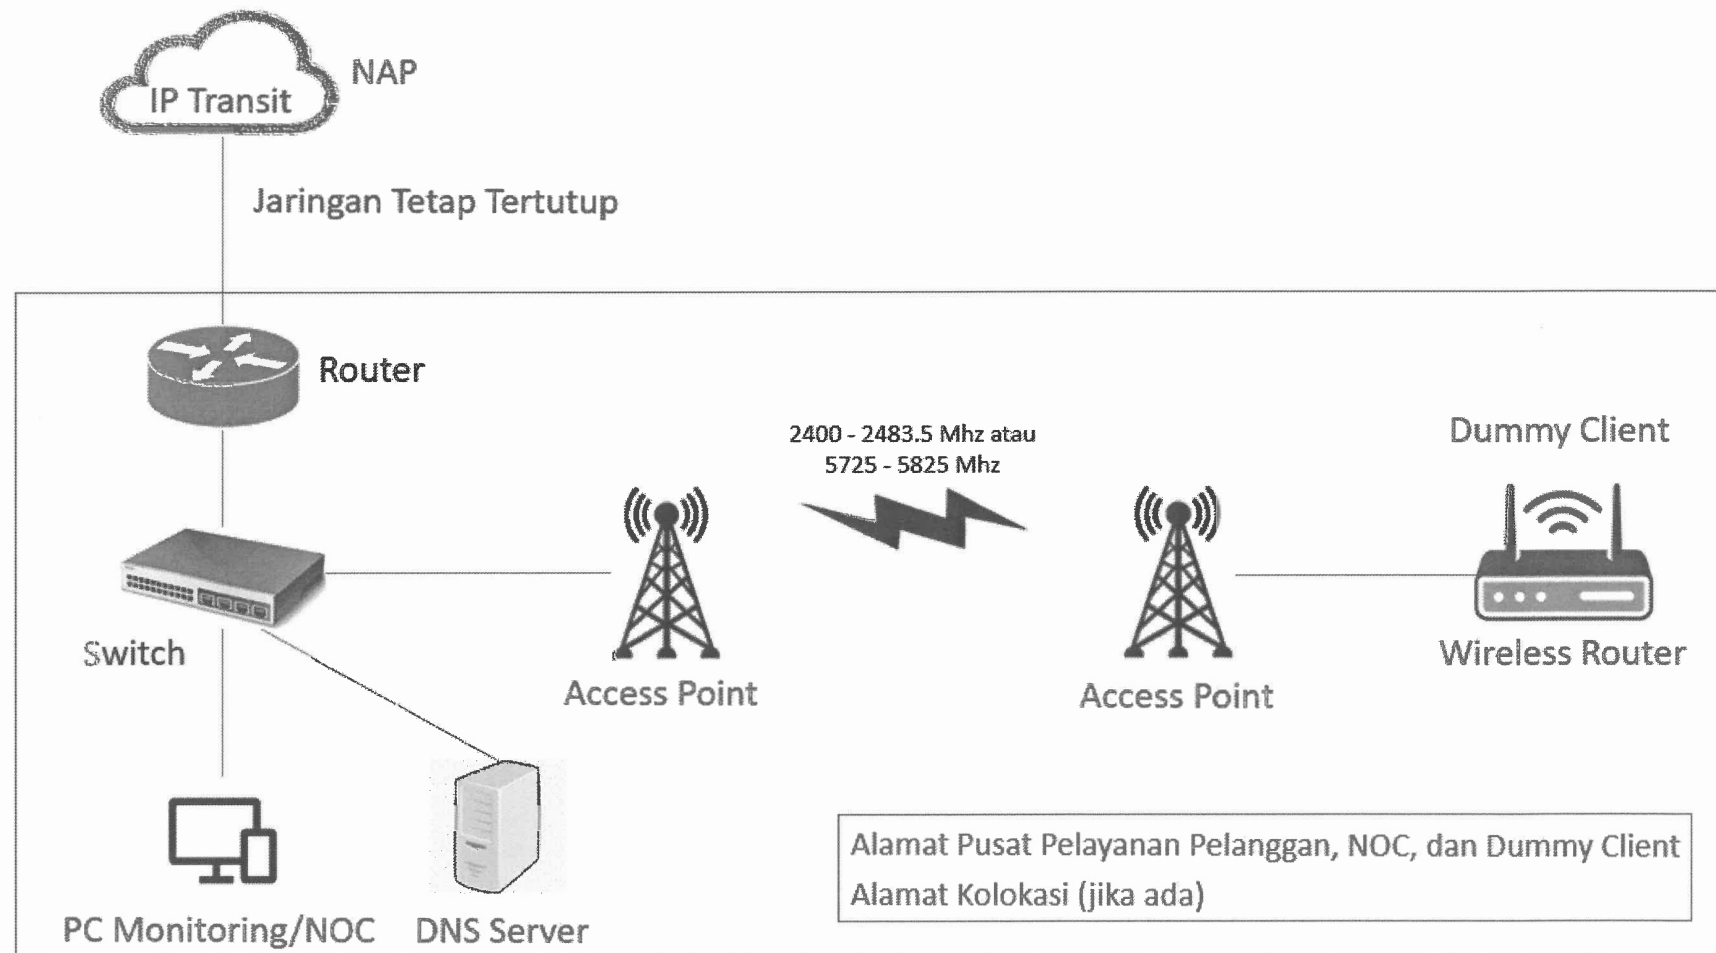 NAP
IP Transit
Jaringan Tetap Tertutup
Router
2400 - 2483.5 Mhz atau
5725 - 5825 Mhz
Dummy Client
Switch
Access Point
Access Point
Wireless Router
PC Monitoring/NOC
DNS Server
Alamat Pusat Pelayanan Pelanggan, NOC, dan Dummy Client
Alamat Kolokasi (jika ada)